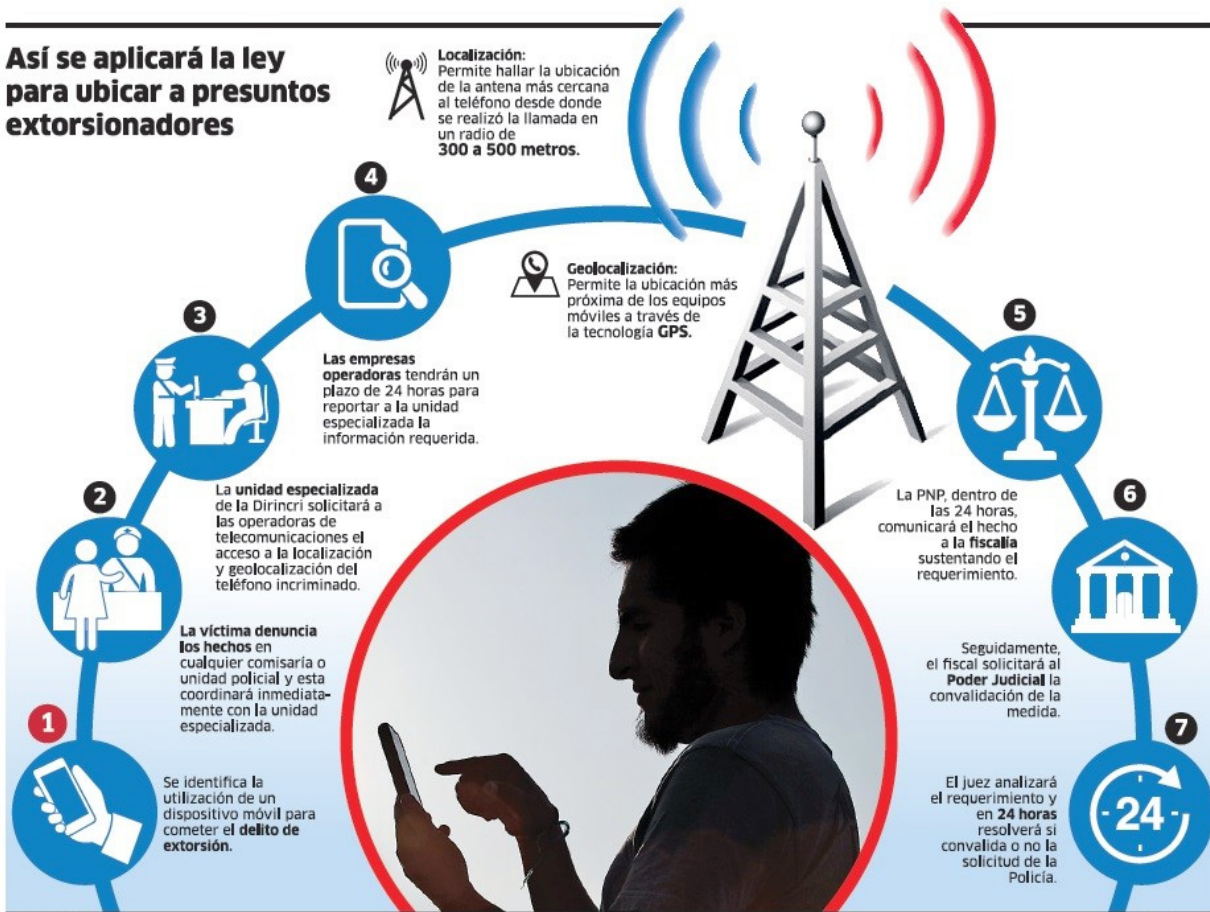 Así se aplicará la ley
para ubicar a presuntos
extorsionadores
Localización:
Permite hallar la ubicación
de la antena más cercana
al teléfono desde donde
se realizó la llamada en
un radio de
300 a 500 metros.
Geolocalización:
Permite la ubicación más
próxima de los equipos
móviles a través de
la tecnología GPS.
1
Se identifica la
utilización de un
dispositivo móvil para
cometer el delito de
extorsión.
2
La víctima denuncia
los hechos en
cualquier comisaría o
unidad policial y esta
coordinará inmediata-
mente con la unidad
especializada.
3
La unidad especializada
de la Dirincri solicitará a
las operadoras de
telecomunicaciones el
acceso a la localización
y geolocalización del
teléfono incriminado.
4
Las empresas
operadoras tendrán un
plazo de 24 horas para
reportar a la unidad
especializada la
información requerida.
5
La PNP, dentro de
las 24 horas,
comunicará el hecho
a la fiscalía
sustentando el
requerimiento.
6
Seguidamente,
el fiscal solicitará al
Poder Judicial la
convalidación de la
medida.
7
El juez analizará
el requerimiento y
en 24 horas
resolverá si
convalida o no la
solicitud de la
Policía.
24